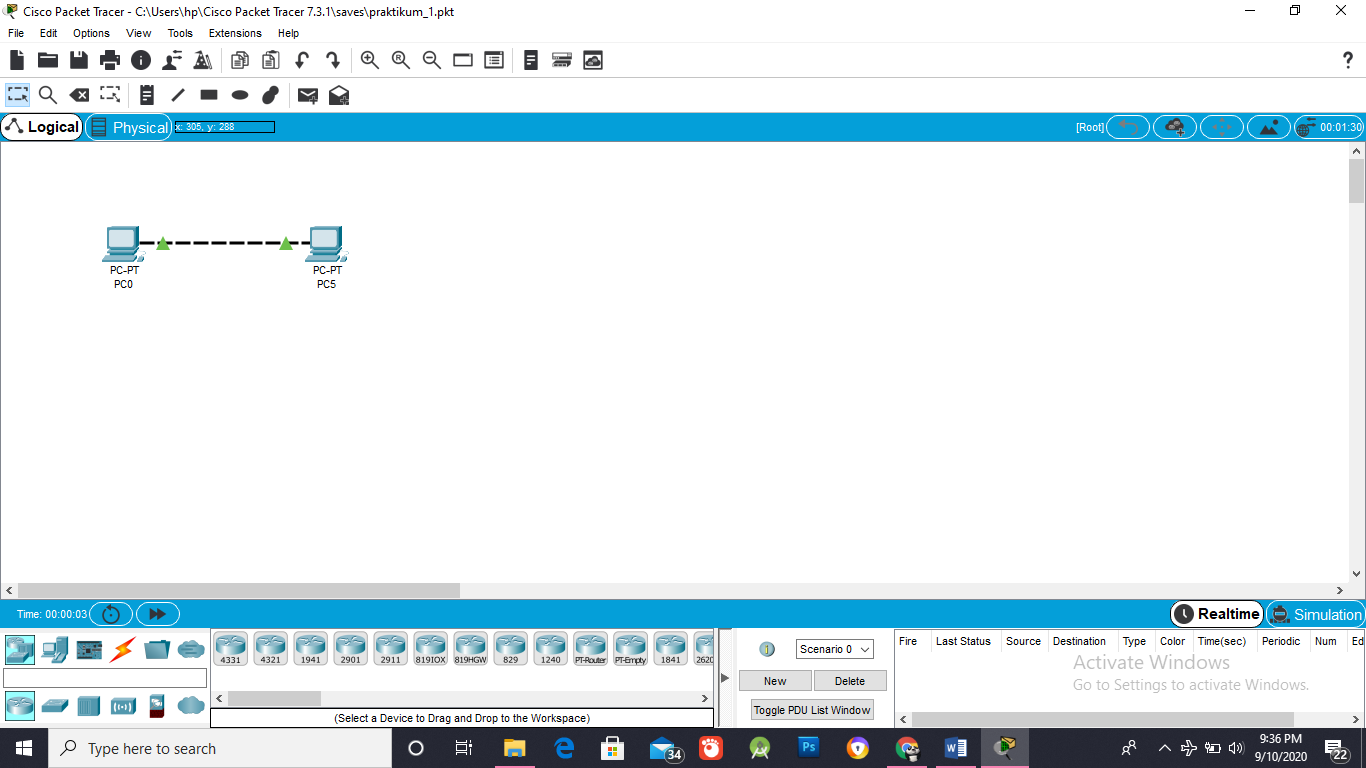 Cisco Packet Tracer - C:\Users\hp\Cisco Packet Tracer 7.3.1\saves\praktikum_1.pkt
File Edit Options View Tools Extensions Help
Logical Physical x: 305, y: 288 [Root] 00:01:30
PC-PT PC-PT
PC0 PC5
Time: 00:00:03 Realtime Simulation
4331 4321 1941 2901 2911 819IOX 819HGW 829 1240 PT-Router PT-Empty 1841 2620
(Select a Device to Drag and Drop to the Workspace)
Scenario 0
New Delete
Toggle PDU List Window
Fire Last Status Source Destination Type Color Time(sec) Periodic Num Ed
Activate Windows
Go to Settings to activate Windows.
Type here to search
34
Ps
9:36 PM
9/10/2020
22